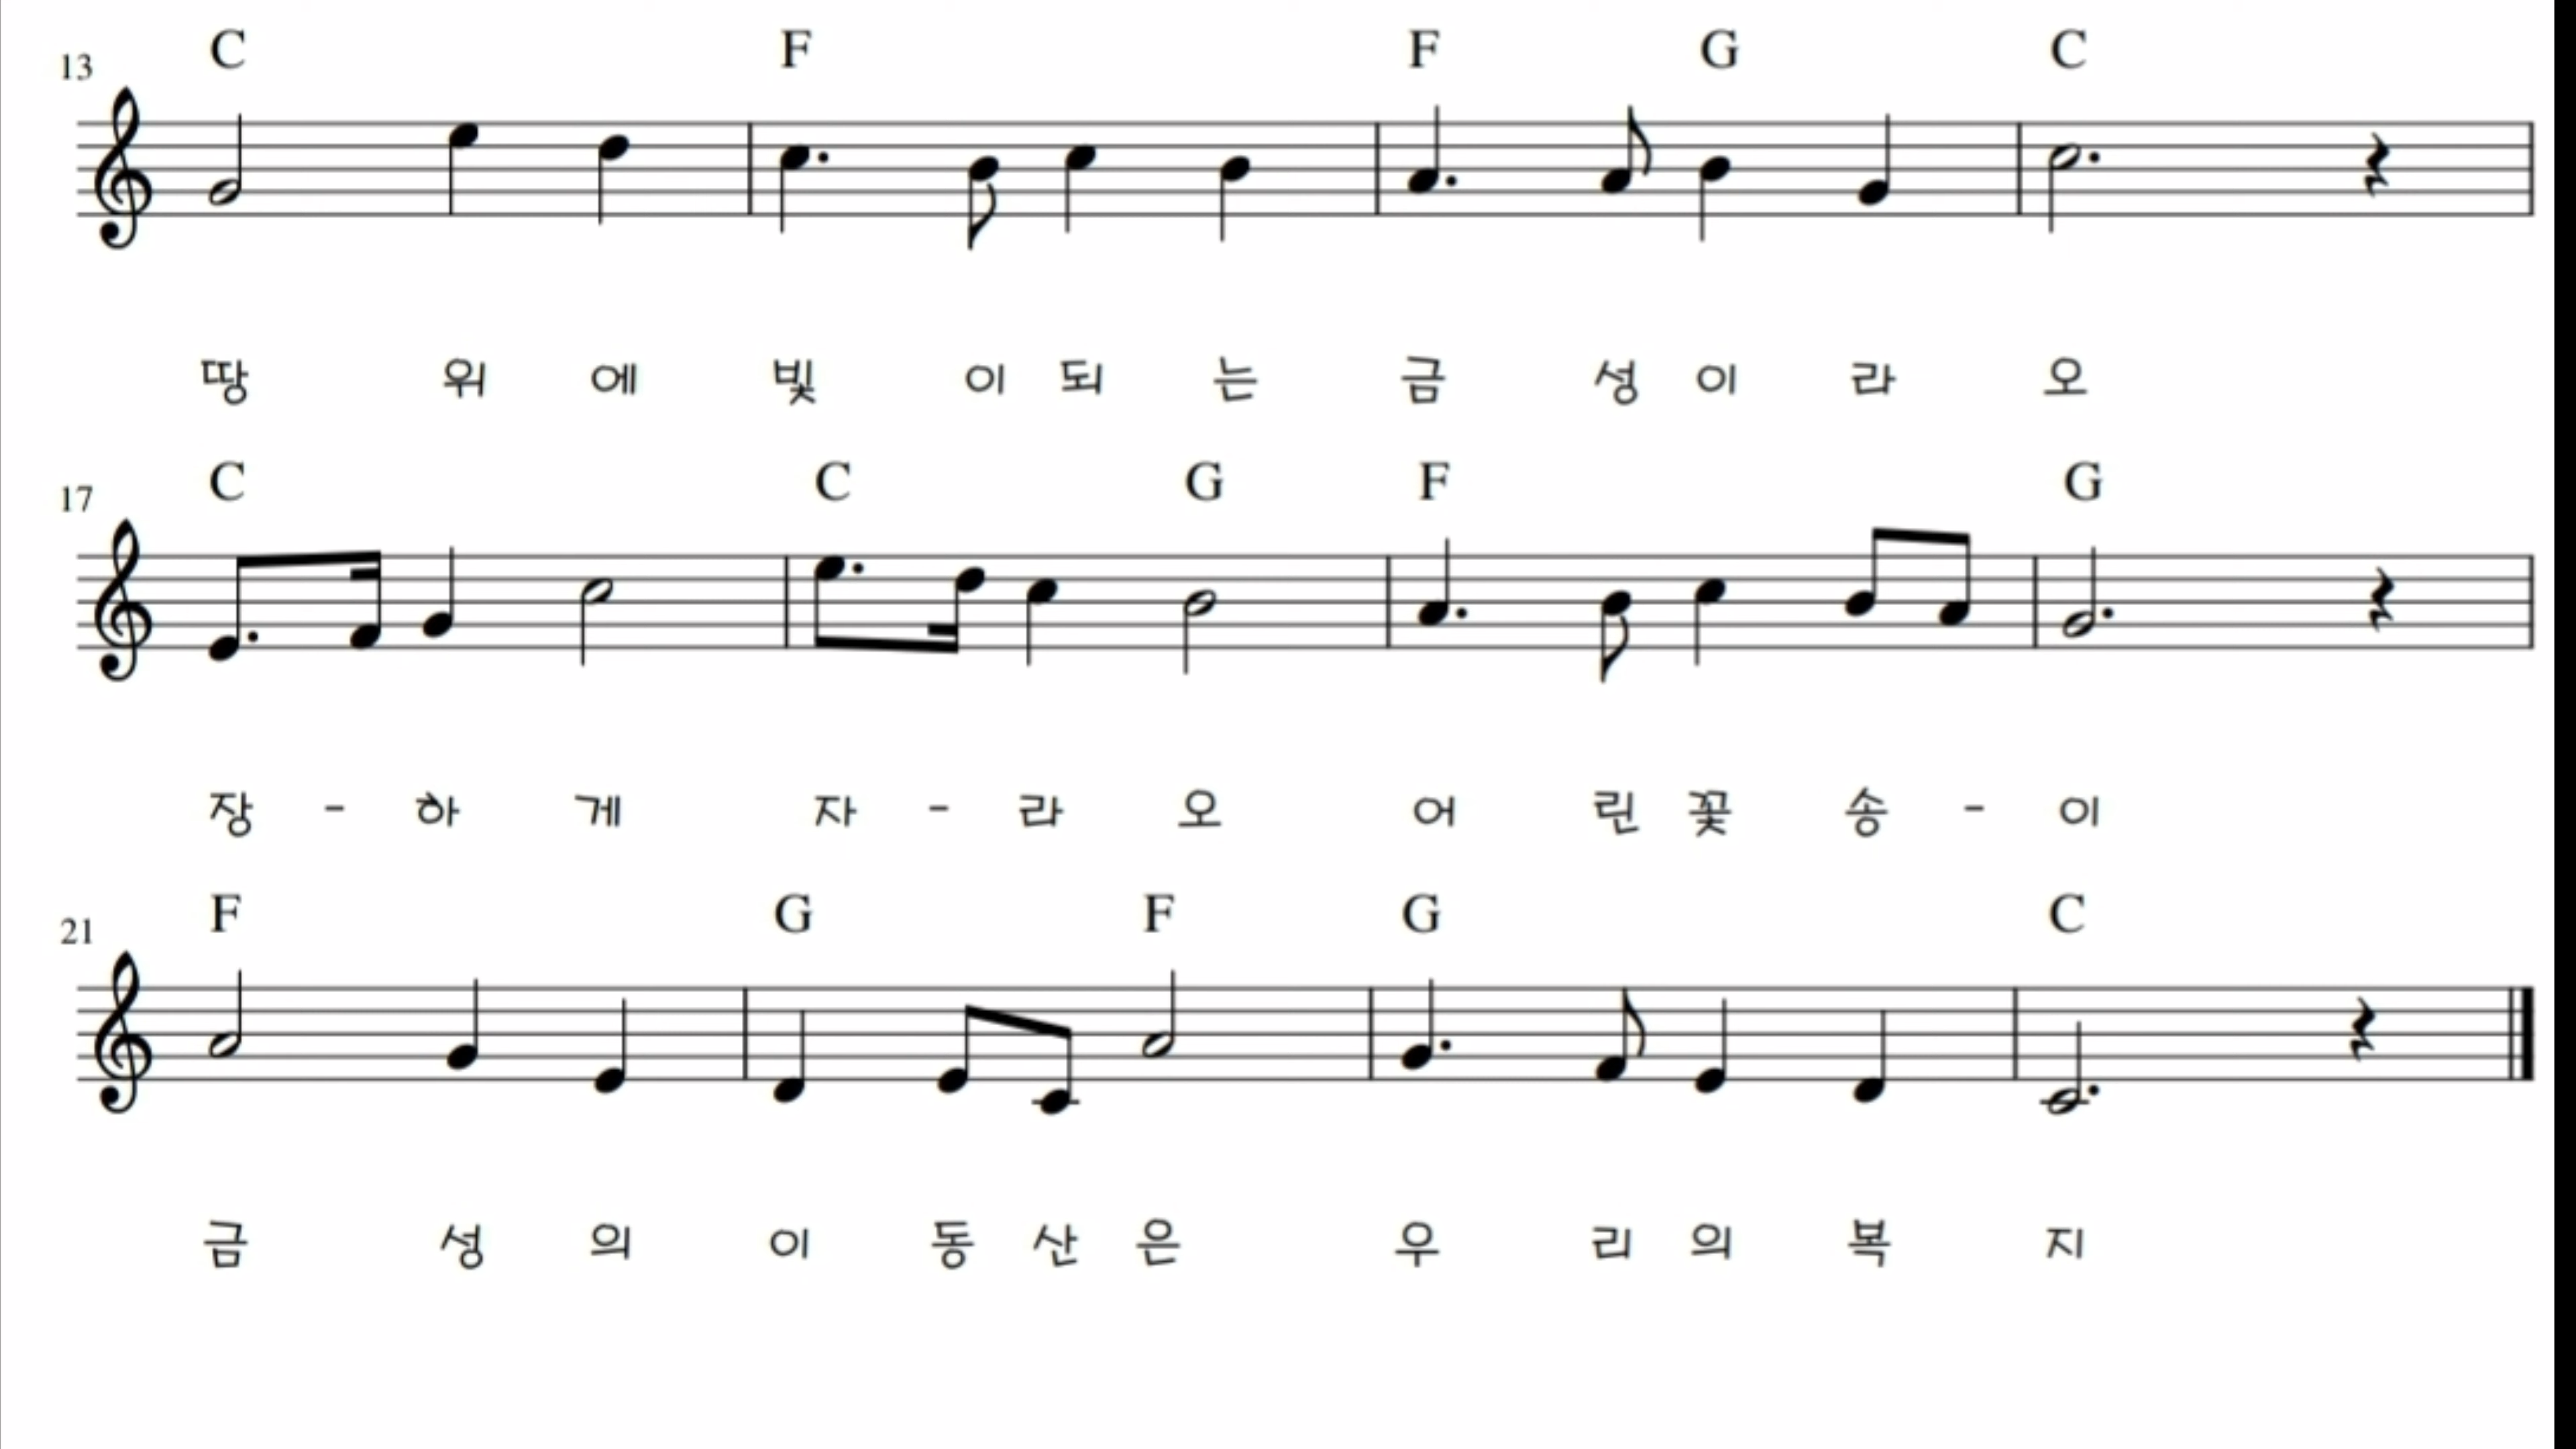 C F F G C
13
땅 위 에 빛 이 되 는 금 성 이 라 오
C C G F G
17
장 - 하 게 자 - 라 오 어 린 꽃 송 - 이
F G F G C
21
금 성 의 이 동 산 은 우 리 의 복 지